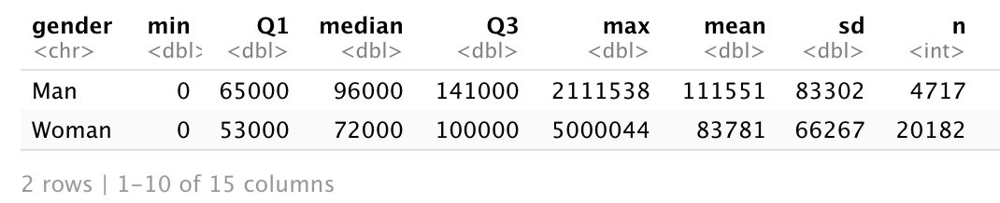 gender min Q1 median Q3 max mean sd n
<chr> <dbl> <dbl> <dbl> <dbl> <dbl> <dbl> <dbl> <int>
Man 0 65000 96000 141000 2111538 111551 83302 4717
Woman 0 53000 72000 100000 5000044 83781 66267 20182
2 rows | 1-10 of 15 columns